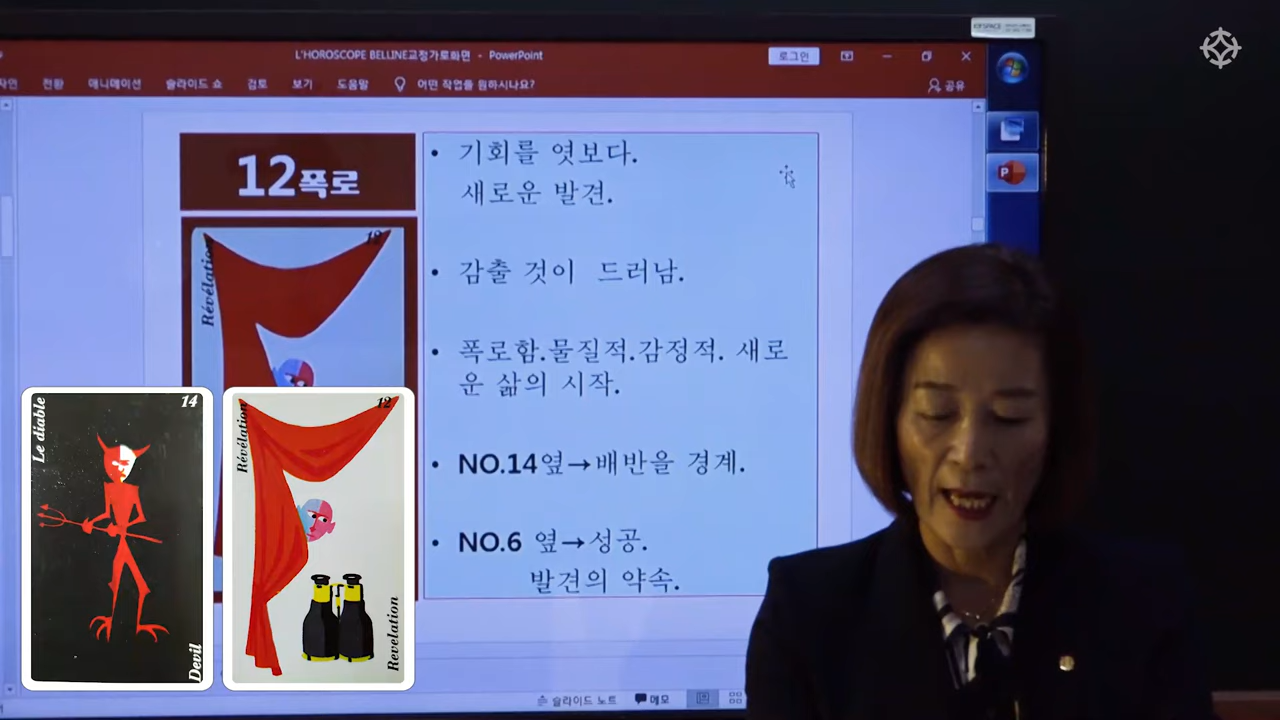 L'HOROSCOPE BELLINE교정가로화면 - PowerPoint
로그인
전환 애니메이션 슬라이드 쇼 검토 보기 도움말 어떤 작업을 원하시나요?
공유
12폭로
• 기회를 엿보다.
새로운 발견.
• 감출 것이 드러남.
• 폭로함.물질적.감정적. 새로
운 삶의 시작.
• NO.14옆→배반을 경계.
• NO.6 옆→성공.
발견의 약속.
12
Révélation
14
Le diable
Devil
12
Révélation
Revelation
슬라이드 노트 메모